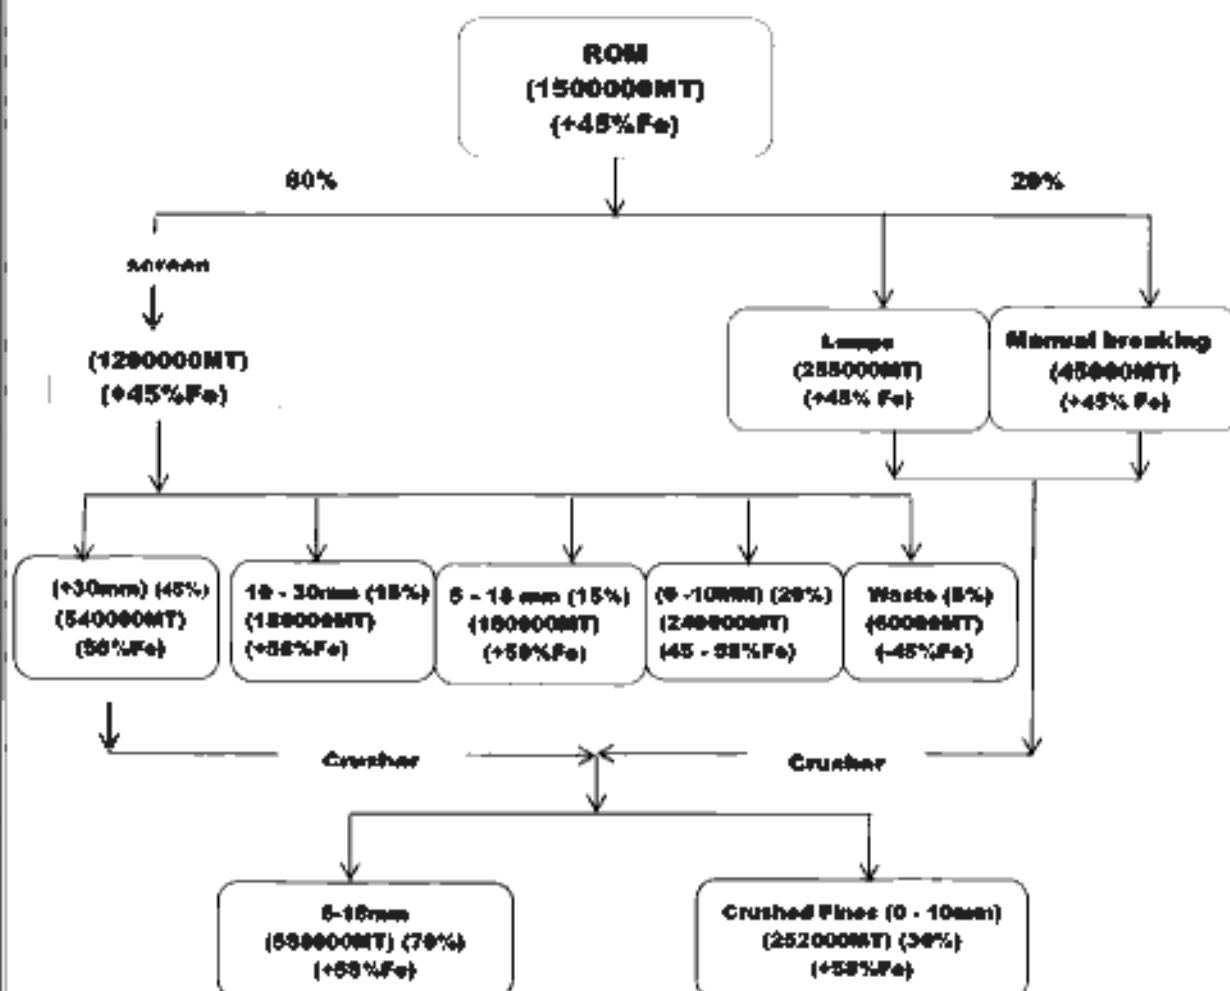 ROM
(1500000MT)
(+45%Fe)
80%
20%
screen
(1200000MT)
(+45%Fe)
Lumps
(255000MT)
(+45% Fe)
Manual breaking
(45000MT)
(+45% Fe)
(+30mm) (45%)
(540000MT)
10 - 30mm (15%)
(180000MT)
5 - 18 mm (15%)
(180000MT)
(0 -10MM) (20%)
(240000MT)
Waste (5%)
(60000MT)
(-45%Fe)
Crusher
Crusher
(70%)
Crushed Fines (0 - 10mm)
(252000MT) (30%)